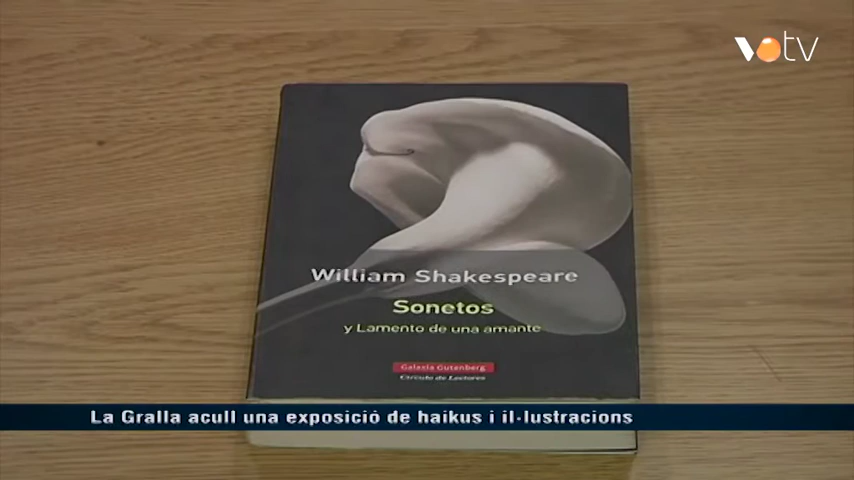 votv
William Shakespeare
Sonetos
y Lamento de una amante
Galaxia Gutenberg
Círculo de Lectores
La Gralla acull una exposició de haikus i il·lustracions